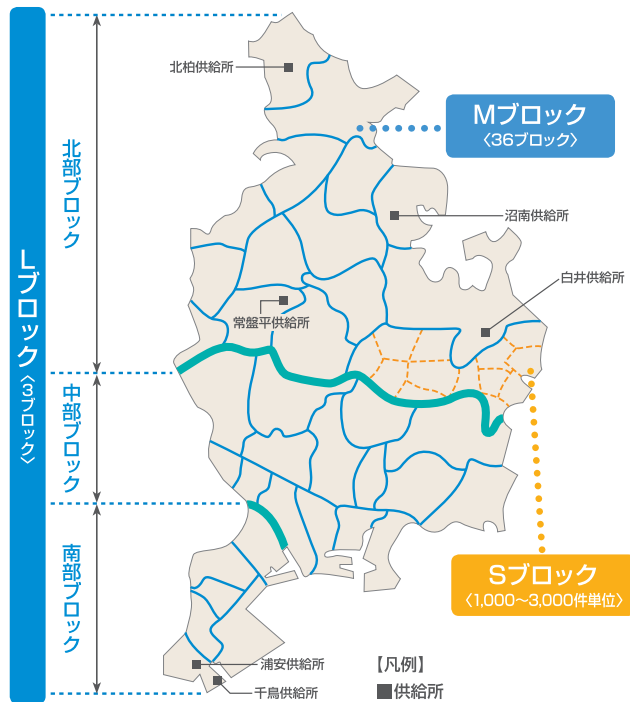 Lブロック〈3ブロック〉
北部ブロック
中部ブロック
南部ブロック
北柏供給所
Mブロック
〈36ブロック〉
沼南供給所
白井供給所
常盤平供給所
Sブロック
〈1,000〜3,000件単位〉
浦安供給所
千鳥供給所
【凡例】
■供給所